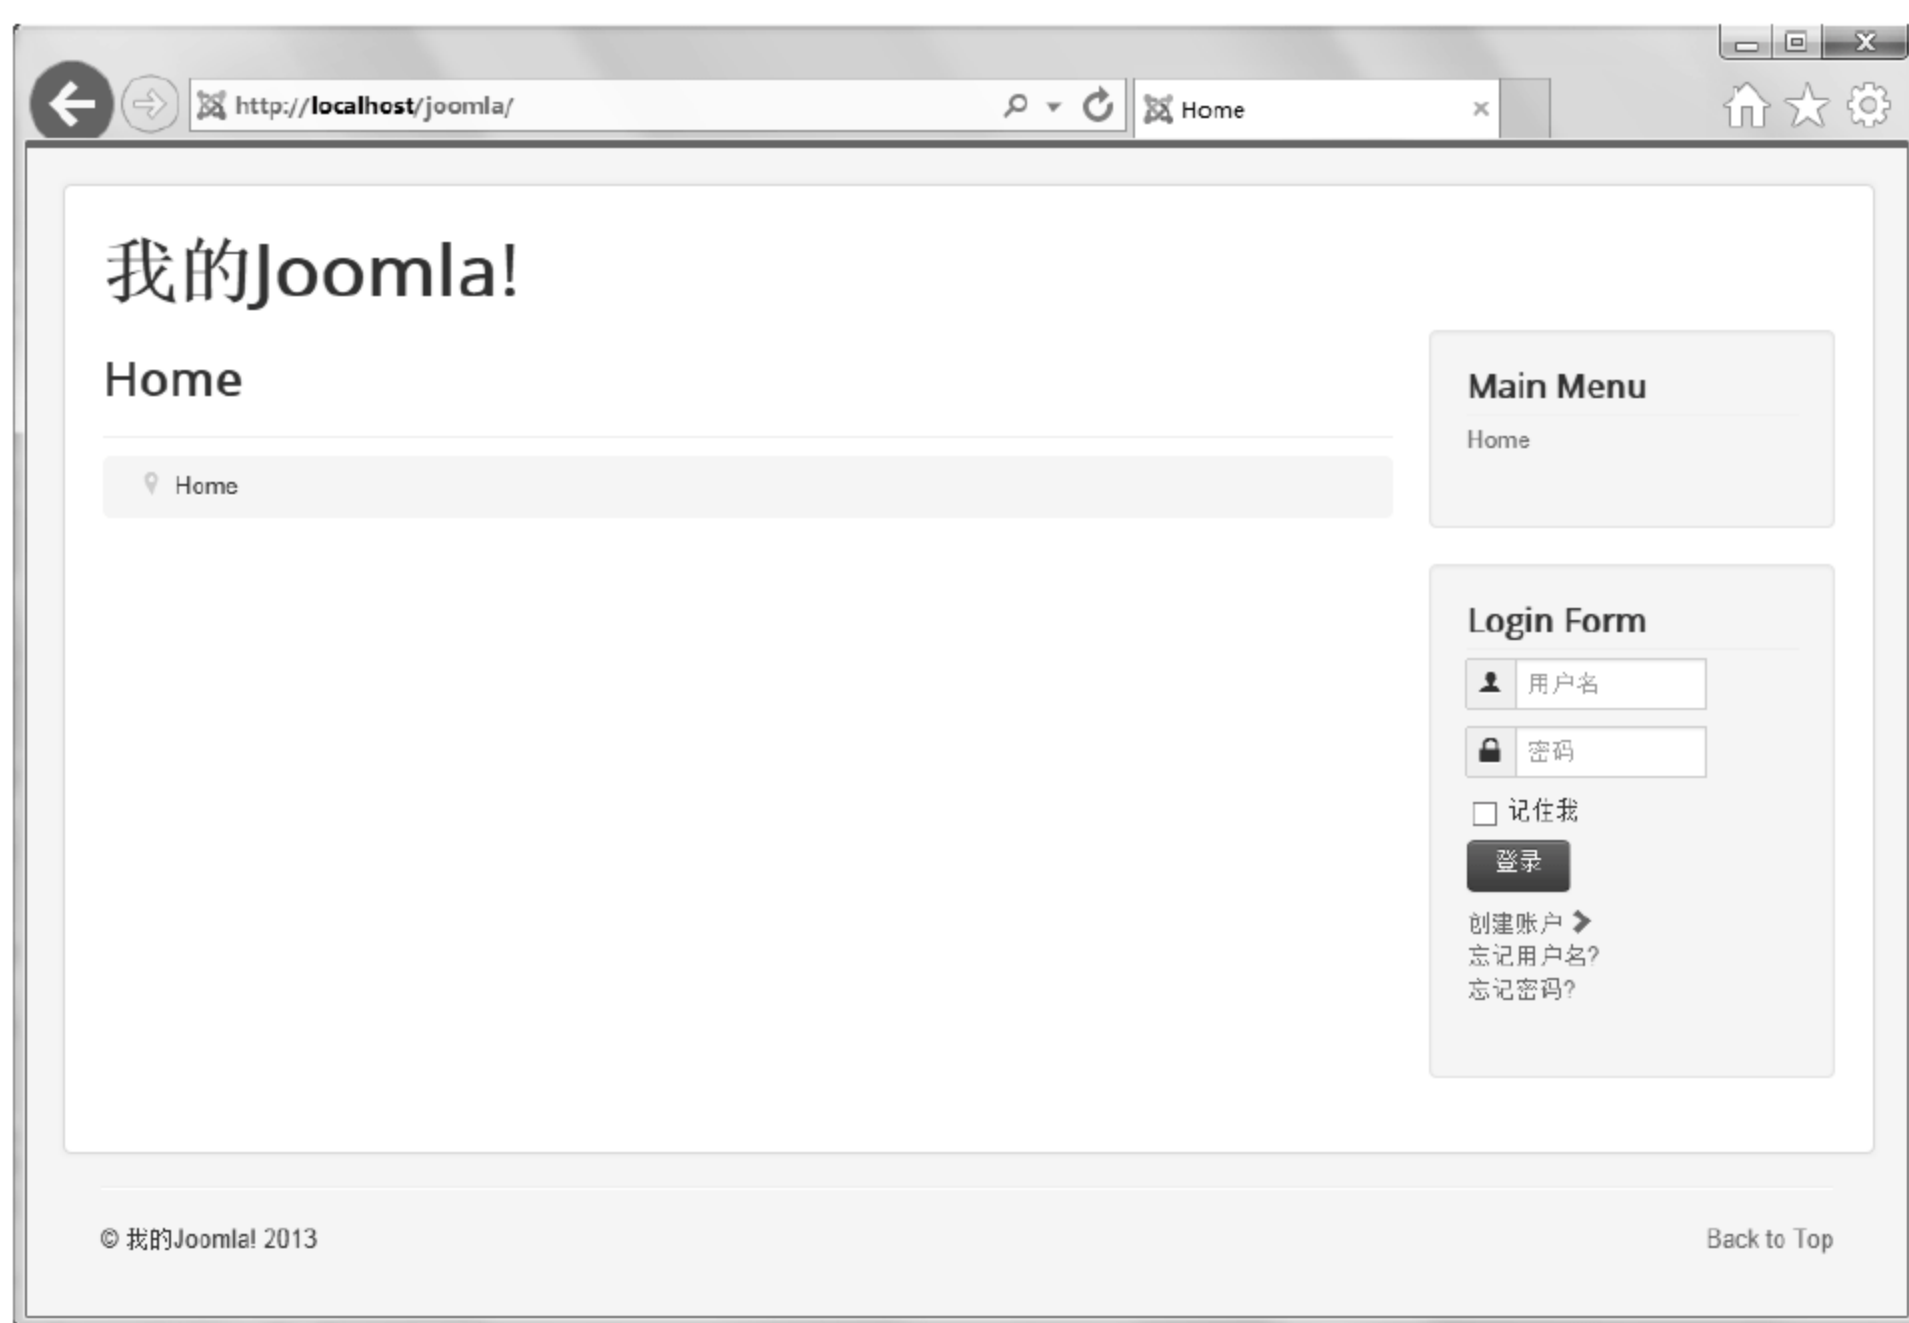 http://localhost/joomla/
Home
我的Joomla!
Home
Home
Main Menu
Home
Login Form
用户名
密码
记住我
登录
创建账户
忘记用户名?
忘记密码?
© 我的Joomla! 2013
Back to Top